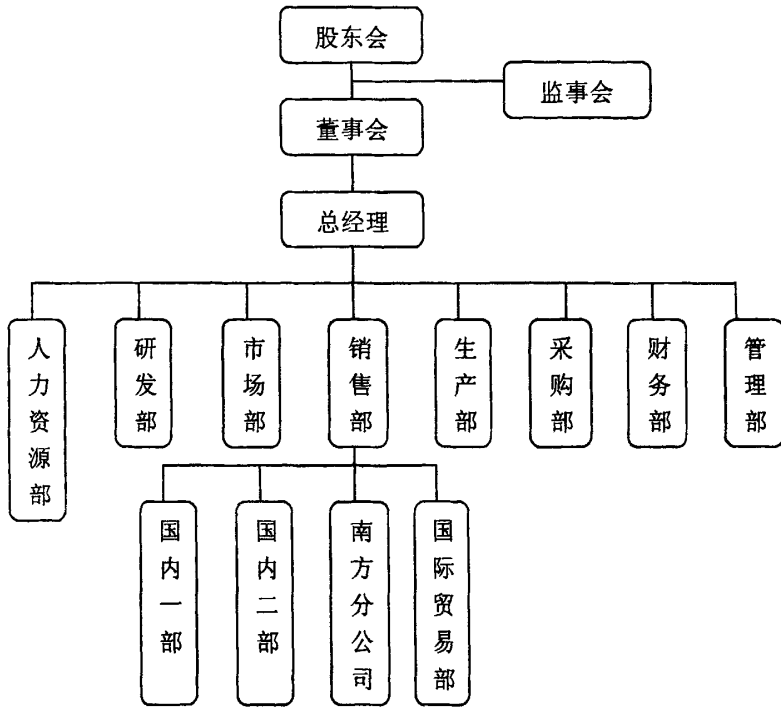 股东会
监事会
董事会
总经理
人力资源部
研发部
市场部
销售部
生产部
采购部
财务部
管理部
国内一部
国内二部
南方分公司
国际贸易部